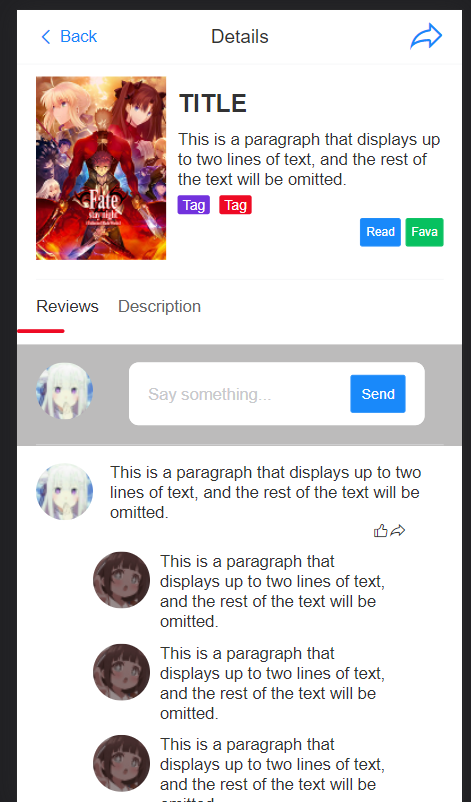 Back
Details
TITLE
This is a paragraph that displays up
to two lines of text, and the rest of
them will be omitted.
Tag Tag
Fate
stay night
Read Fava
Reviews Description
Say something...
Send
This is a paragraph that displays up to two
lines of text, and the rest of the text will be
omitted.
This is a paragraph that
displays up to two lines of text,
and the rest of the text will be
omitted.
This is a paragraph that
displays up to two lines of text,
and the rest of the text will be
omitted.
This is a paragraph that
displays up to two lines of text,
and the rest of the text will be